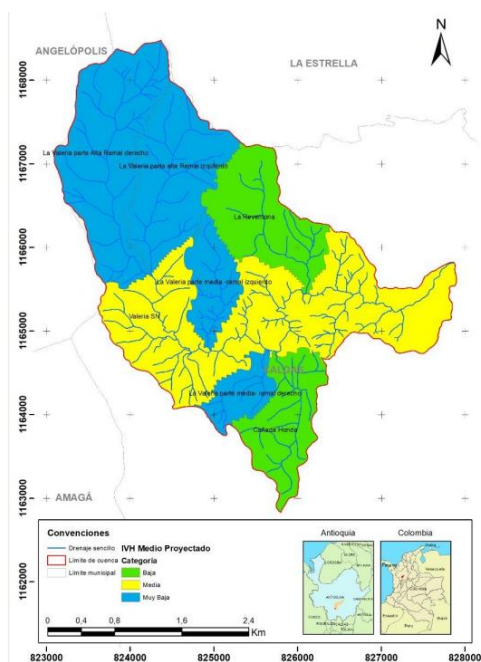 ANGELÓPOLIS
LA ESTRELLA
N
1168000
1167000
1166000
1165000
1164000
1163000
1162000
La Valeria parte Alta Ramal derecho
La Valeria parte alta Ramal izquierdo
La Reventona
La Valeria parte media -ramal izquierdo
Valeria SN
CALDAS
La Valeria parte media- ramal derecho
Cañada Honda
AMAGÁ
Convenciones
Drenaje sencillo
Límite de cuenca
Límite municipal
IVH Medio Proyectado
Categoría
Baja
Media
Muy Baja
0 0,4 0,8 1,6 2,4
Km
Antioquia
Colombia
823000 824000 825000 826000 827000 828000